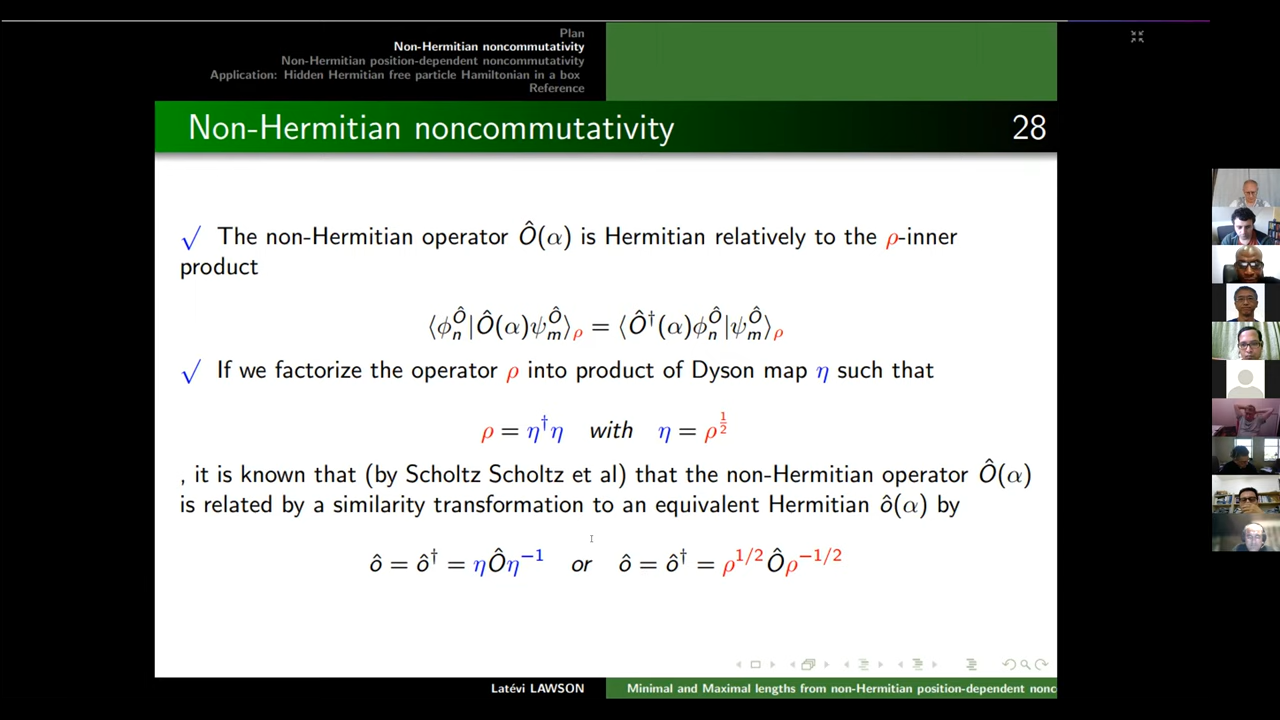 Plan
Non-Hermitian noncommutativity
Non-Hermitian position-dependent noncommutativity
Application: Hidden Hermitian free particle Hamiltonian in a box
Reference
Non-Hermitian noncommutativity 28
√ The non-Hermitian operator Ô(α) is Hermitian relatively to the ρ-inner
product
⟨ϕₙ^Ô|Ô(α)ψₘ^Ô⟩_ρ = ⟨Ô†(α)ϕₙ^Ô|ψₘ^Ô⟩_ρ
√ If we factorize the operator ρ into product of Dyson map η such that
ρ = η†η with η = ρ^{1/2}
, it is known that (by Scholtz Scholtz et al) that the non-Hermitian operator Ô(α)
is related by a similarity transformation to an equivalent Hermitian ô(α) by
ô = ô† = ηÔη⁻¹ or ô = ô† = ρ^{1/2}Ôρ^{−1/2}
Latévi LAWSON Minimal and Maximal lengths from non-Hermitian position-dependent nonc